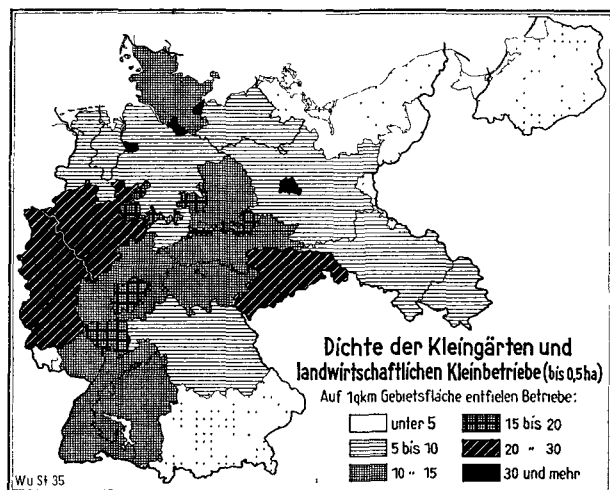 Dichte der Kleingärten und
landwirtschaftlichen Kleinbetriebe (bis 0,5 ha)
Auf 1 qkm Gebietsfläche entfielen Betriebe:
unter 5
5 bis 10
10 „ 15
15 bis 20
20 „ 30
30 und mehr
Wu St 35